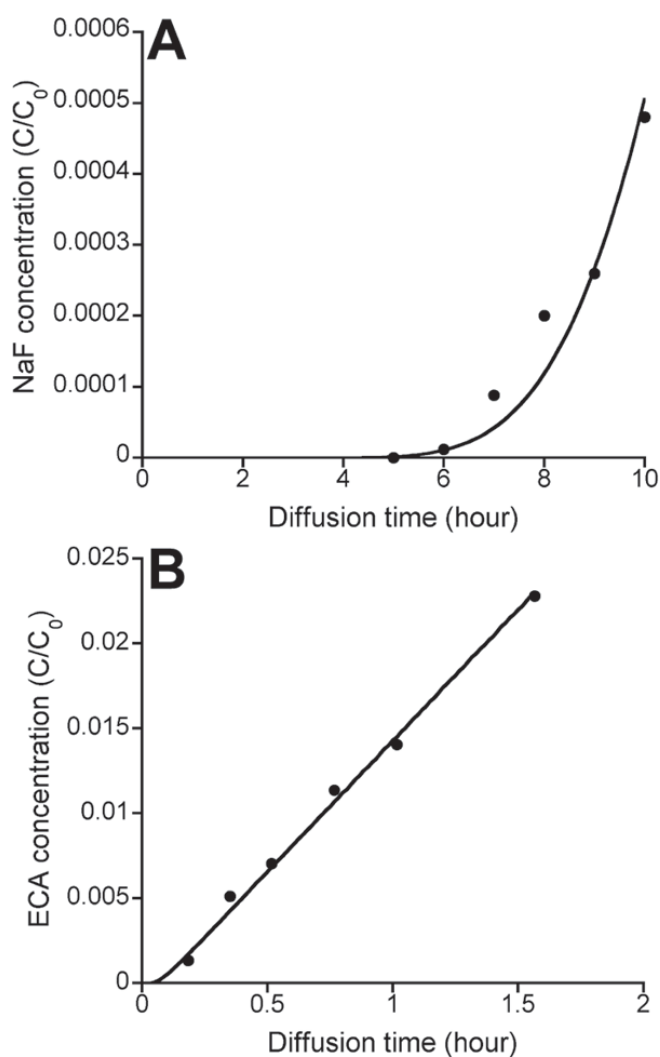 A
0.0006
0.0005
0.0004
0.0003
0.0002
0.0001
0
NaF concentration (C/C0)
0 2 4 6 8 10
Diffusion time (hour)
B
0.025
0.02
0.015
0.01
0.005
0
ECA concentration (C/C0)
0 0.5 1 1.5 2
Diffusion time (hour)